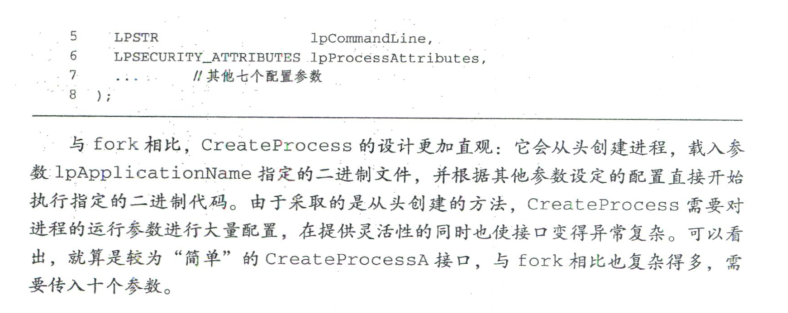 5 LPSTR lpCommandLine,
6 LPSECURITY_ATTRIBUTES lpProcessAttributes,
7 ... //其他七个配置参数
8 );
与 fork 相比，CreateProcess 的设计更加直观：它会从头创建进程，载入参
数 lpApplicationName 指定的二进制文件，并根据其他参数设定的配置直接开始
执行指定的二进制代码。由于采取的是从头创建的方法，CreateProcess 需要对
进程的运行参数进行大量配置，在提供灵活性的同时也使接口变得异常复杂。可以看
出，就算是较为“简单”的 CreateProcessA 接口，与 fork 相比也复杂得多，需
要传入十个参数。